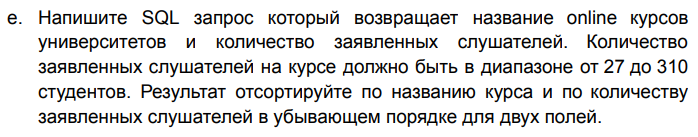 e. Напишите SQL запрос который возвращает название online курсов
университетов и количество заявленных слушателей. Количество
заявленных слушателей на курсе должно быть в диапазоне от 27 до 310
студентов. Результат отсортируйте по названию курса и по количеству
заявленных слушателей в убывающем порядке для двух полей.